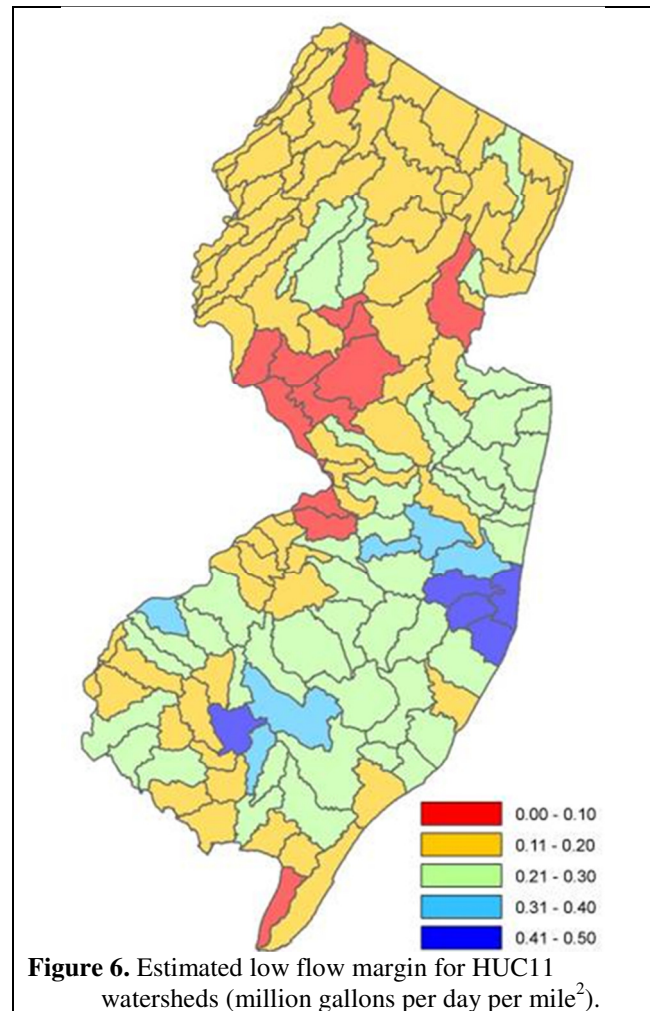 0.00 - 0.10
0.11 - 0.20
0.21 - 0.30
0.31 - 0.40
0.41 - 0.50
Figure 6. Estimated low flow margin for HUC11
watersheds (million gallons per day per mile²).